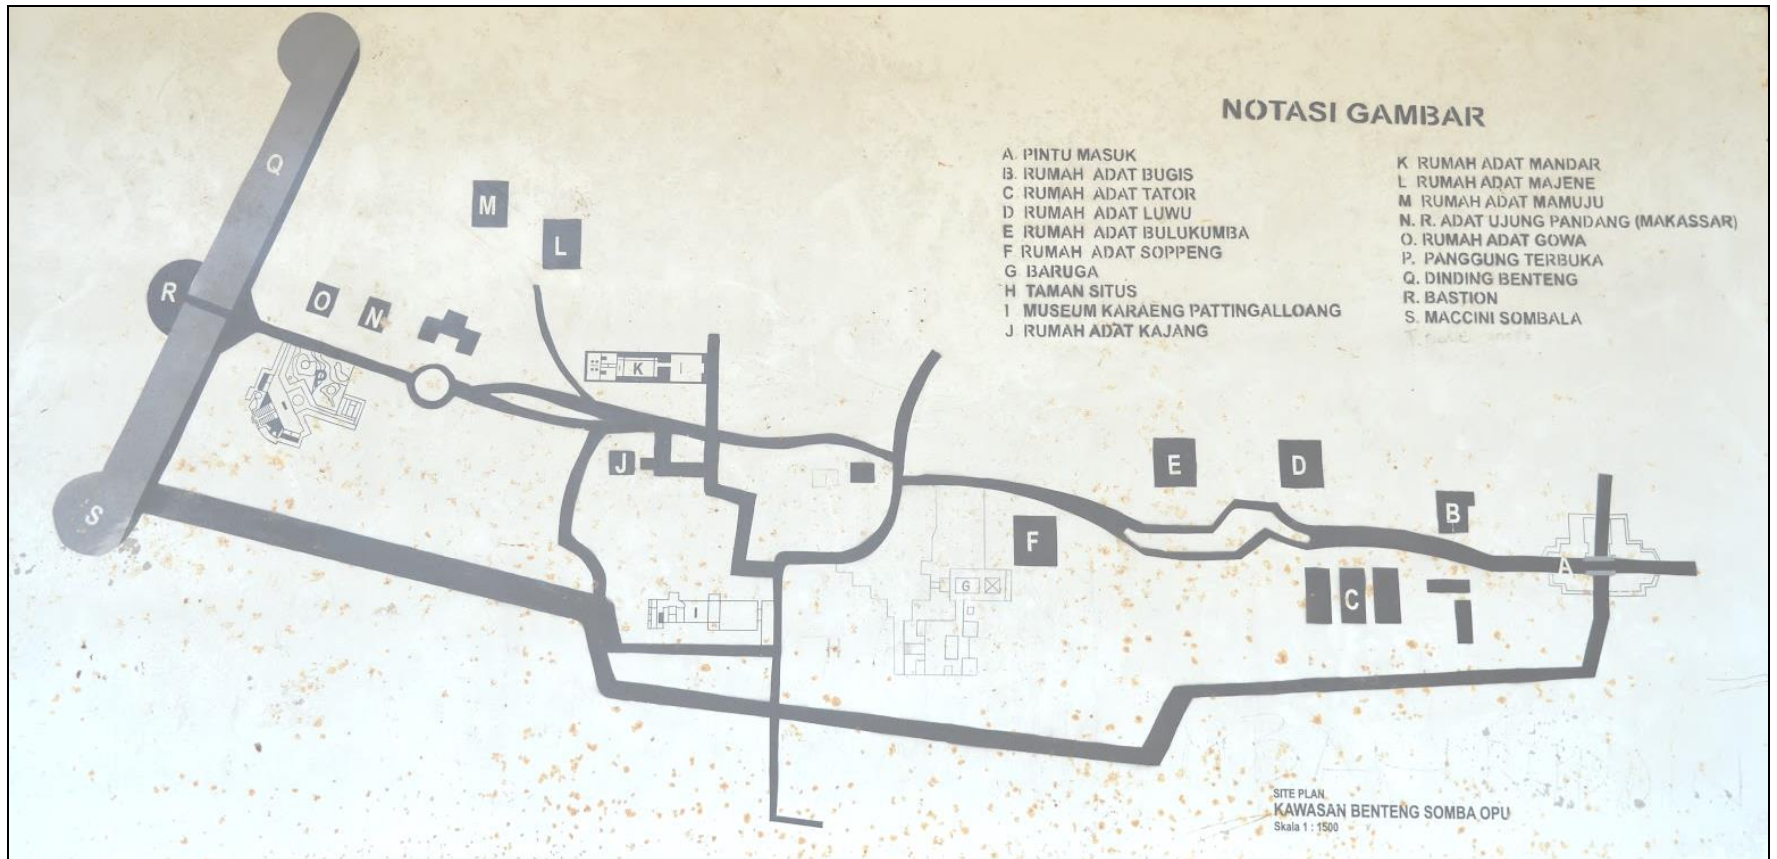 NOTASI GAMBAR
A. PINTU MASUK
B. RUMAH ADAT BUGIS
C RUMAH ADAT TATOR
D RUMAH ADAT LUWU
E RUMAH ADAT BULUKUMBA
F RUMAH ADAT SOPPENG
G BARUGA
H TAMAN SITUS
I MUSEUM KARAENG PATTINGALLOANG
J RUMAH ADAT KAJANG
K RUMAH ADAT MANDAR
L RUMAH ADAT MAJENE
M RUMAH ADAT MAMUJU
N. R. ADAT UJUNG PANDANG (MAKASSAR)
O. RUMAH ADAT GOWA
P. PANGGUNG TERBUKA
Q. DINDING BENTENG
R. BASTION
S. MACCINI SOMBALA
Q
M
L
R
O
N
P
K
J
S
E
D
B
F
A
G
C
I
SITE PLAN
KAWASAN BENTENG SOMBA OPU
Skala 1 : 1500